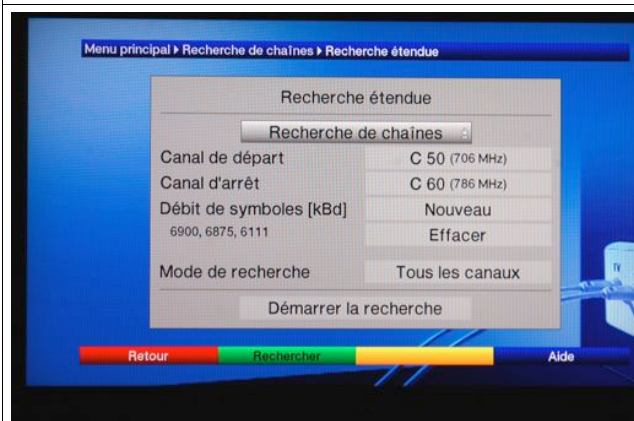 Menu principal ▸ Recherche de chaînes ▸ Recherche étendue
Recherche étendue
Recherche de chaînes
Canal de départ C 50 (706 MHz)
Canal d'arrêt C 60 (786 MHz)
Débit de symboles [kBd] Nouveau
6900, 6875, 6111 Effacer
Mode de recherche Tous les canaux
Démarrer la recherche
TV
Retour Rechercher Aide